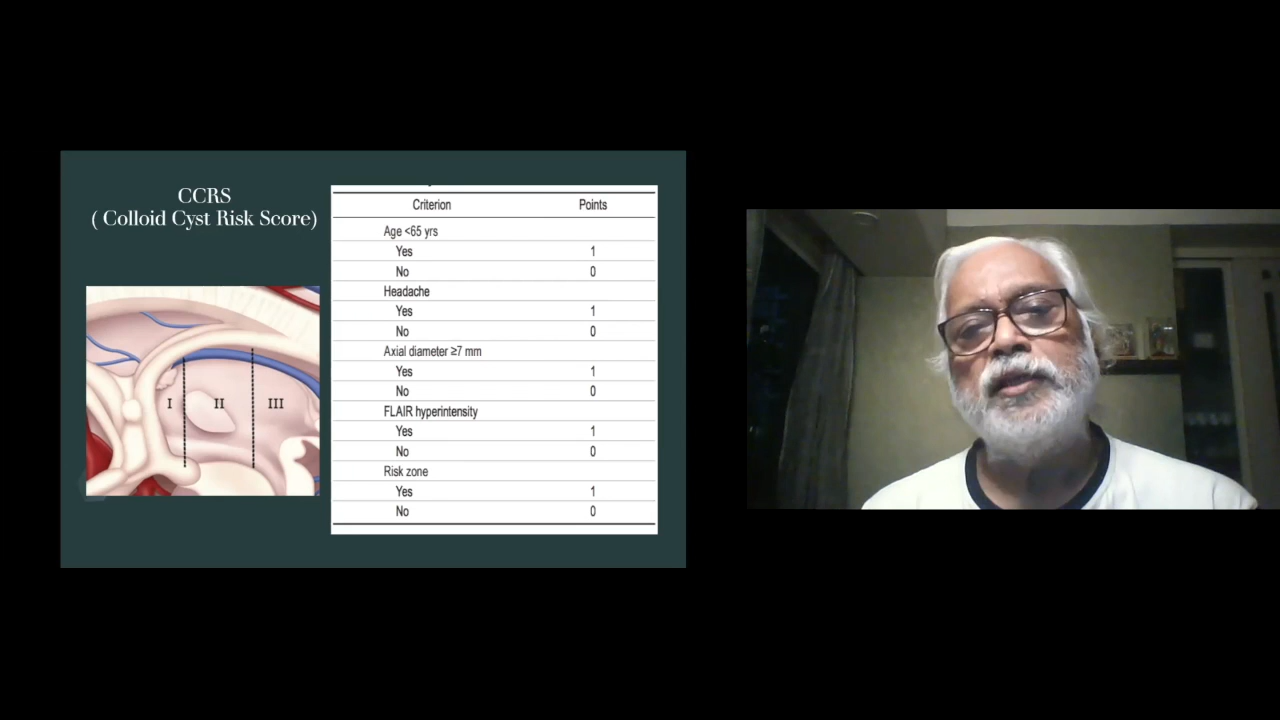 CCRS
( Colloid Cyst Risk Score)
I II III
Criterion Points
Age <65 yrs
Yes 1
No 0
Headache
Yes 1
No 0
Axial diameter ≥7 mm
Yes 1
No 0
FLAIR hyperintensity
Yes 1
No 0
Risk zone
Yes 1
No 0